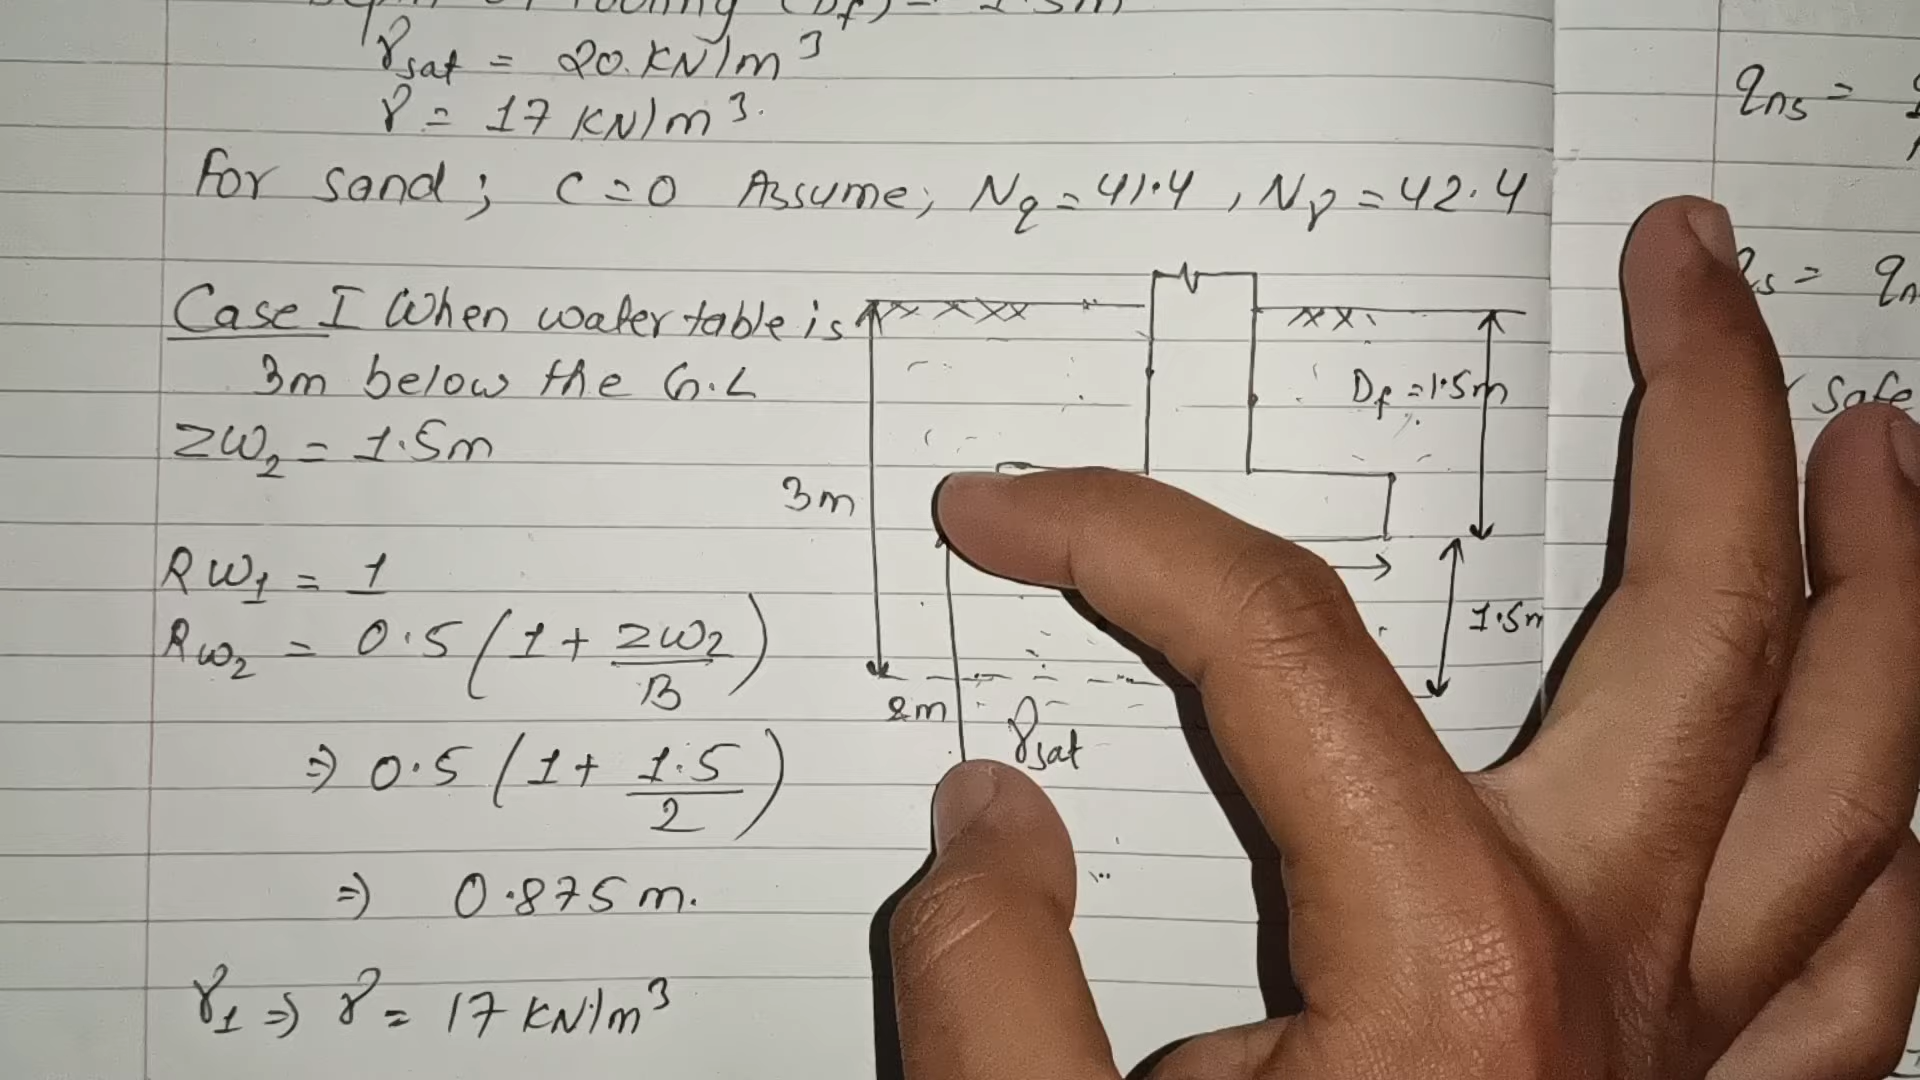 (Df) = 1.5m
γsat = 20 KN/m³
γ = 17 KN/m³.
For sand; C=0 Assume; Nq = 41.4, Nγ = 42.4
Case I When water table is
3m below the G.L
ZW₂ = 1.5m
RW₁ = 1
Rw₂ = 0.5 (1 + ZW₂/B)
⇒ 0.5 (1 + 1.5/2)
⇒ 0.875 m.
γ₁ ⇒ γ = 17 KN/m³
Df = 1.5m
3m
1.5m
2m
γsat
qns =
safe